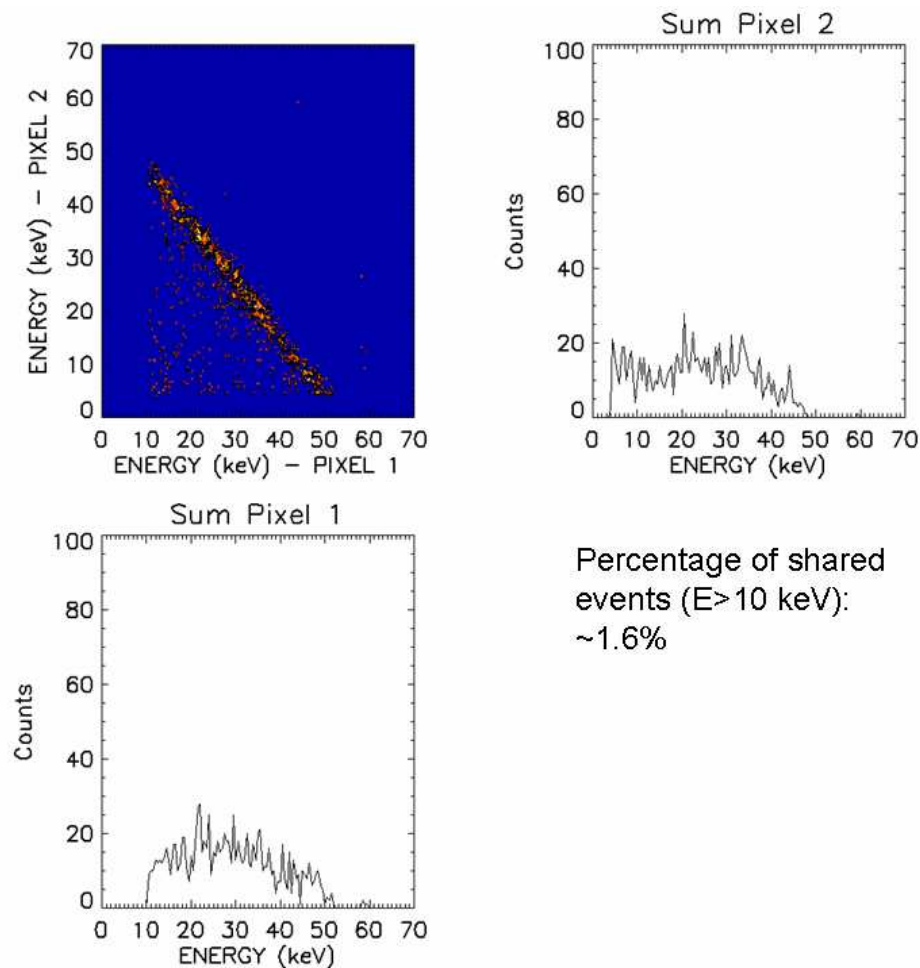 Sum Pixel 2
70
60
50
40
30
20
10
0
ENERGY (keV) - PIXEL 2
0 10 20 30 40 50 60 70
ENERGY (keV) - PIXEL 1
100
80
60
40
20
0
Counts
0 10 20 30 40 50 60 70
ENERGY (keV)
Sum Pixel 1
100
80
60
40
20
0
Counts
0 10 20 30 40 50 60 70
ENERGY (keV)
Percentage of shared
events (E>10 keV):
~1.6%